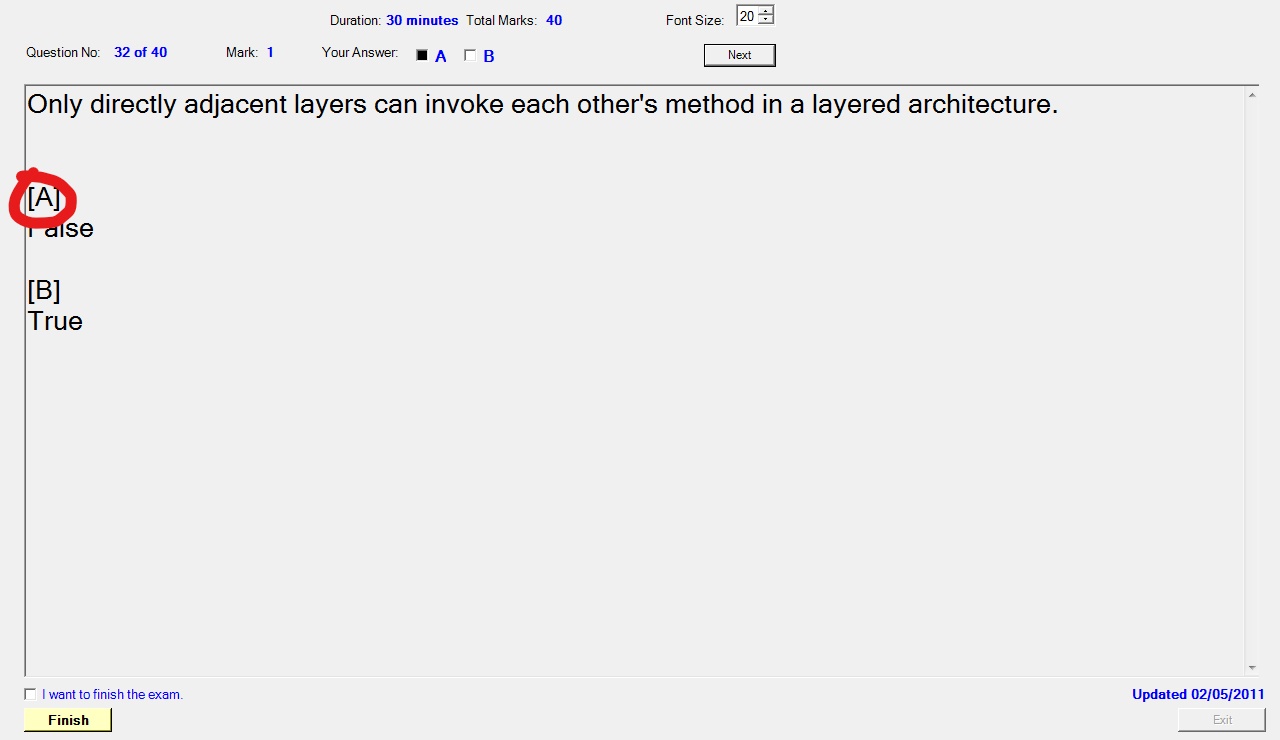 Duration: 30 minutes Total Marks: 40 Font Size: 20
Question No: 32 of 40 Mark: 1 Your Answer: A B Next
Only directly adjacent layers can invoke each other's method in a layered architecture.
[A]
False
[B]
True
I want to finish the exam.
Updated 02/05/2011
Finish
Exit